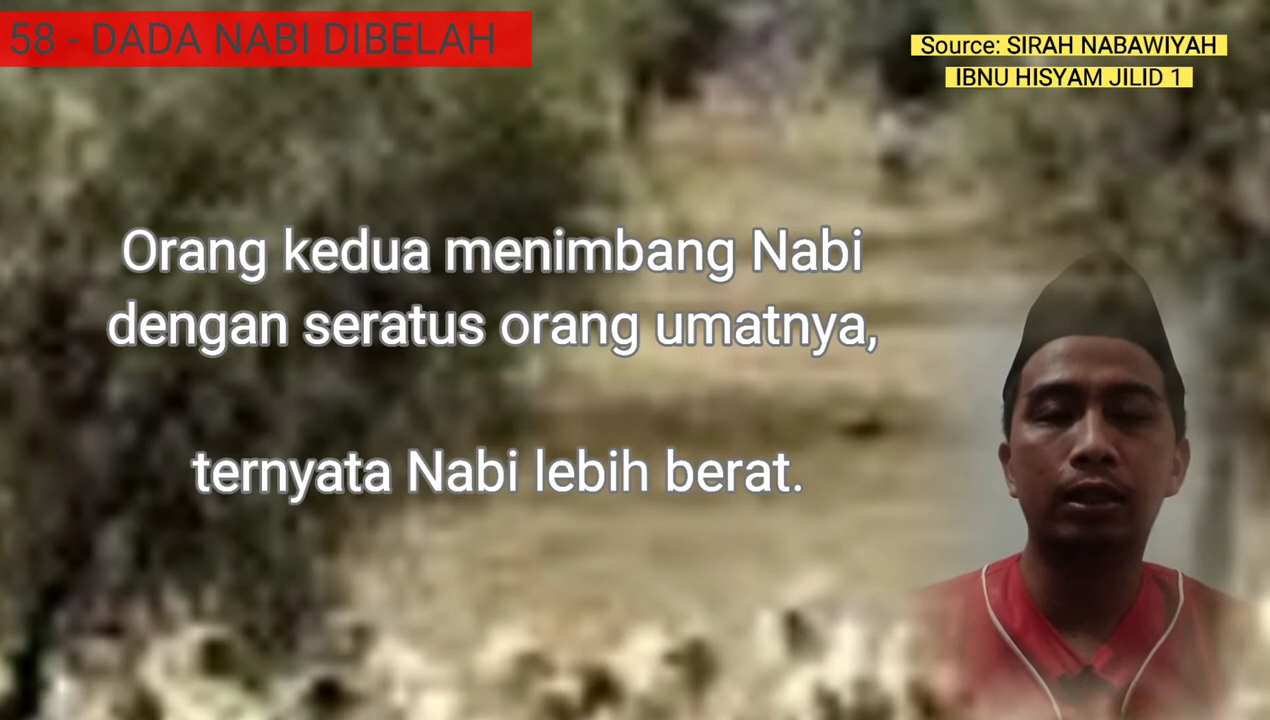 58 - DADA NABI DIBELAH
Source: SIRAH NABAWIYAH
IBNU HISYAM JILID 1
Orang kedua menimbang Nabi
dengan seratus orang umatnya,
ternyata Nabi lebih berat.